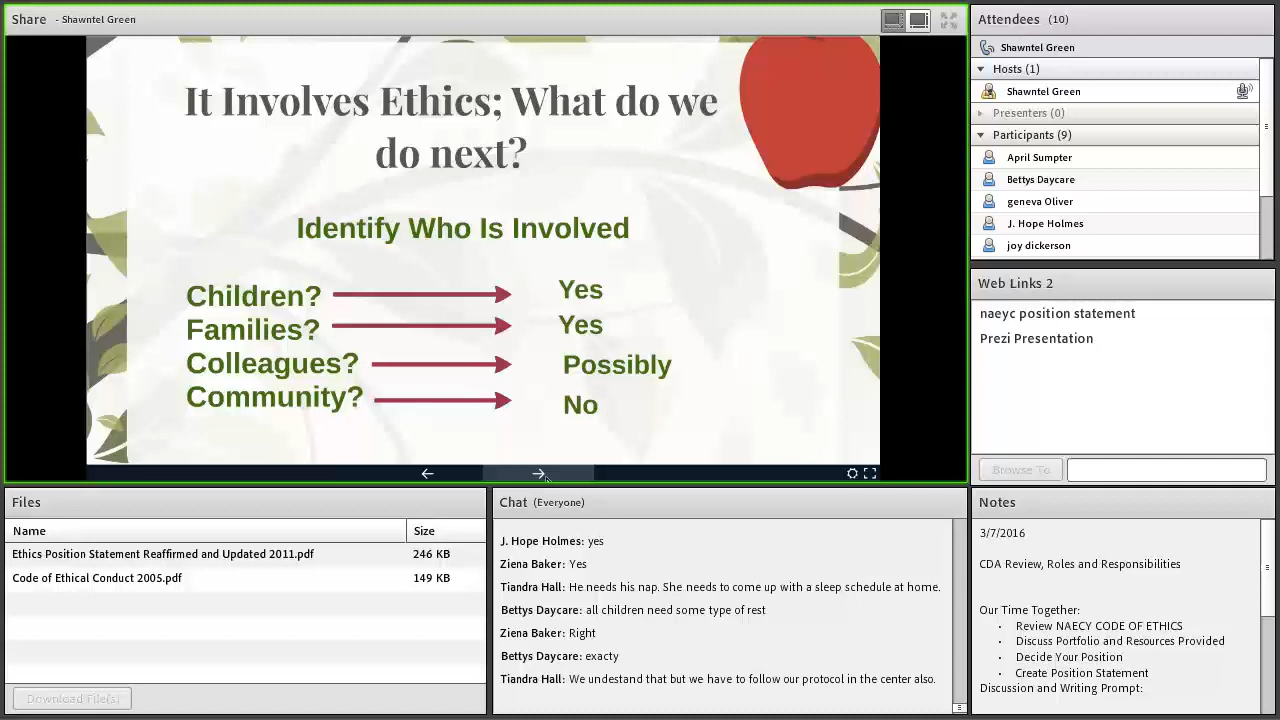 Share - Shawntel Green
It Involves Ethics; What do we
do next?
Identify Who Is Involved
Children? Yes
Families? Yes
Colleagues? Possibly
Community? No
Attendees (10)
Shawntel Green
Hosts (1)
Shawntel Green
Presenters (0)
Participants (9)
April Sumpter
Bettys Daycare
geneva Oliver
J. Hope Holmes
joy dickerson
Web Links 2
naeyc position statement
Prezi Presentation
Browse To
Files
Name Size
Ethics Position Statement Reaffirmed and Updated 2011.pdf 246 KB
Code of Ethical Conduct 2005.pdf 149 KB
Download File(s)
Chat (Everyone)
J. Hope Holmes: yes
Ziena Baker: Yes
Tiandra Hall: He needs his nap. She needs to come up with a sleep schedule at home.
Bettys Daycare: all children need some type of rest
Ziena Baker: Right
Bettys Daycare: exacty
Tiandra Hall: We undestand that but we have to follow our protocol in the center also.
Notes
3/7/2016
CDA Review, Roles and Responsibilities
Our Time Together:
• Review NAECY CODE OF ETHICS
• Discuss Portfolio and Resources Provided
• Decide Your Position
• Create Position Statement
Discussion and Writing Prompt: